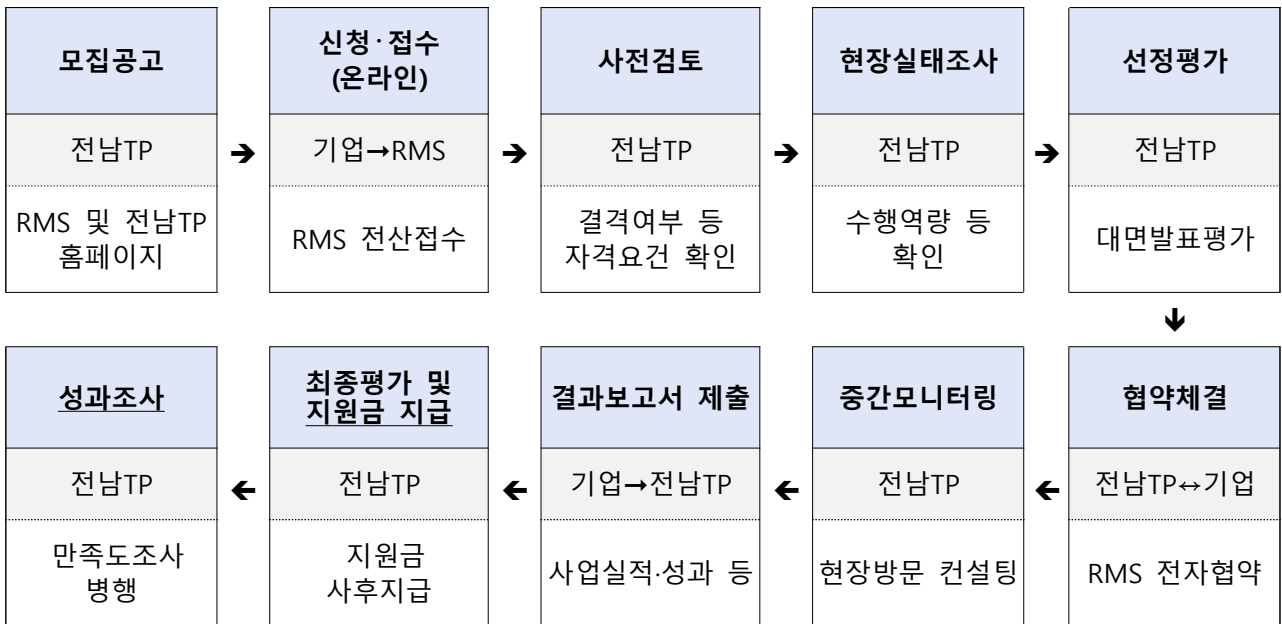 모집공고
전남TP
RMS 및 전남TP
홈페이지
➔
신청·접수
(온라인)
기업→RMS
RMS 전산접수
➔
사전검토
전남TP
결격여부 등
자격요건 확인
➔
현장실태조사
전남TP
수행역량 등
확인
➔
선정평가
전남TP
대면발표평가
🡻
협약체결
전남TP↔기업
RMS 전자협약
🡸
중간모니터링
전남TP
현장방문 컨설팅
🡸
결과보고서 제출
기업→전남TP
사업실적·성과 등
🡸
최종평가 및
지원금 지급
전남TP
지원금
사후지급
🡸
성과조사
전남TP
만족도조사
병행